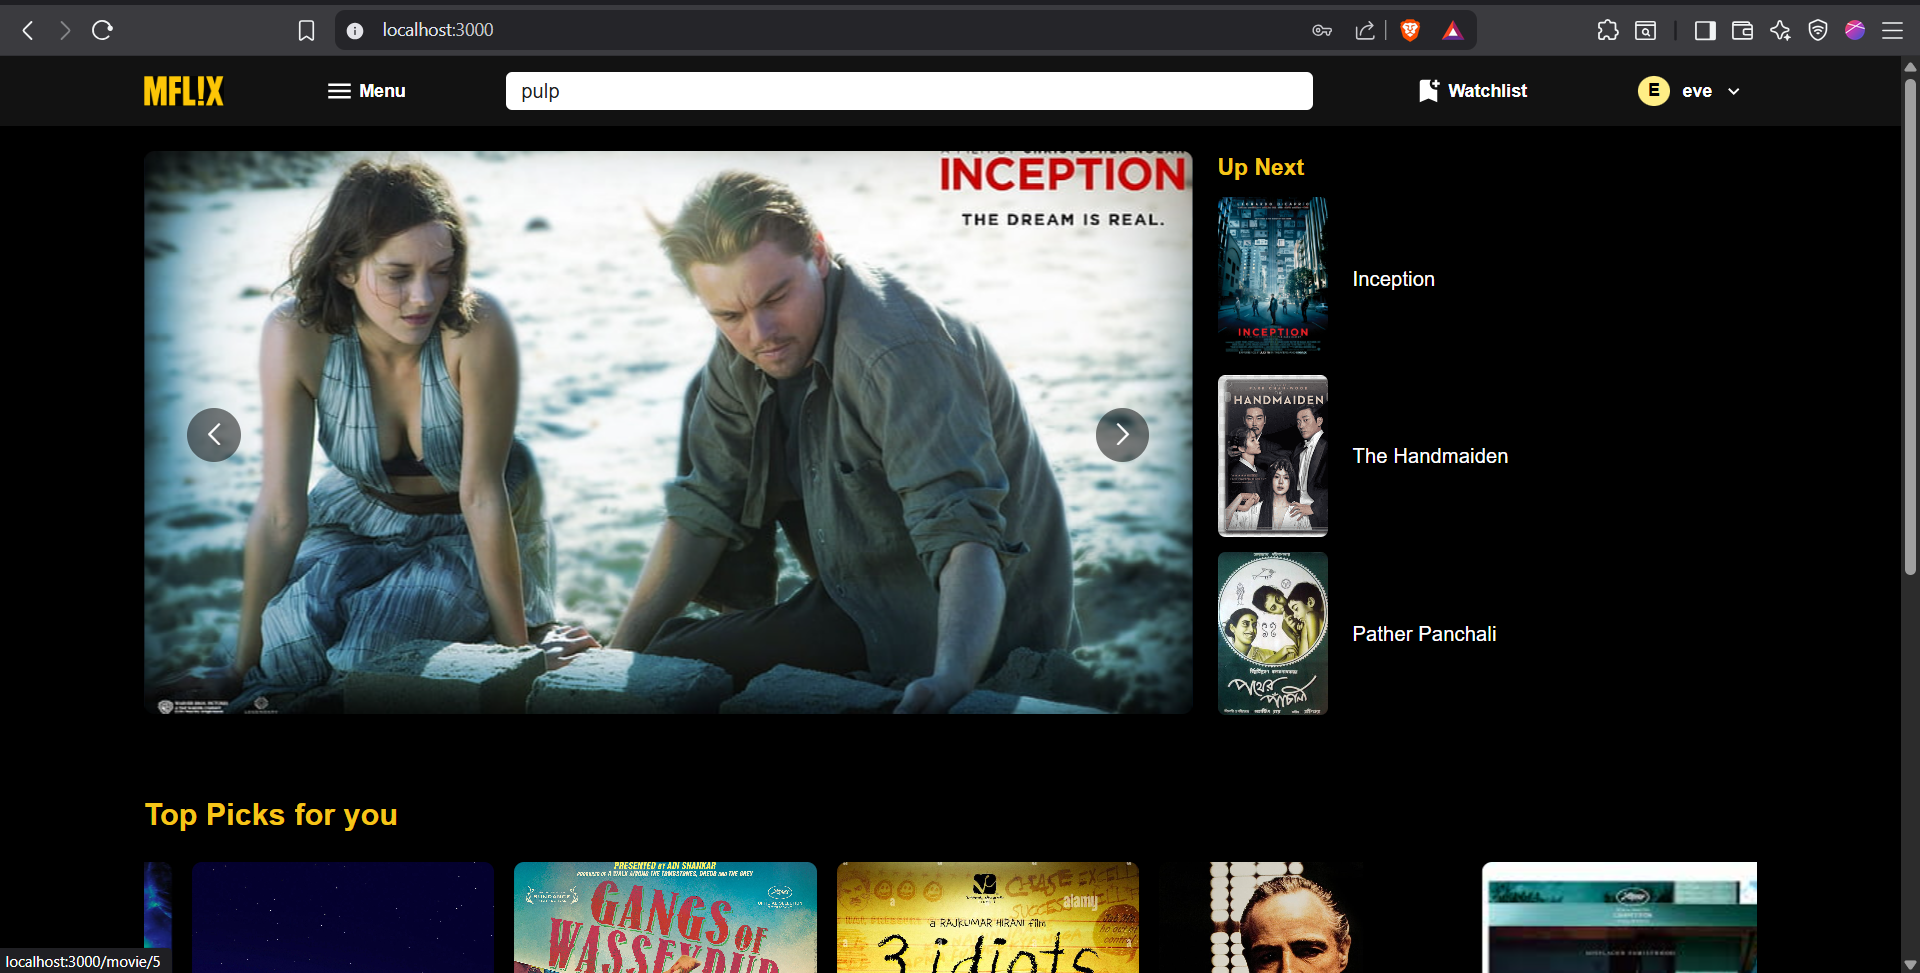 localhost:3000
MFL!X
Menu
pulp
Watchlist
E
eve
INCEPTION
THE DREAM IS REAL.
Up Next
INCEPTION
Inception
HANDMAIDEN
The Handmaiden
পথের
পাঁচালী
Pather Panchali
Top Picks for you
PRESENTED BY ADI SHANKAR
GANGS OF
WASSEYPUR
a RAJKUMAR HIRANI film
3 idiots
alamy
localhost:3000/movie/5